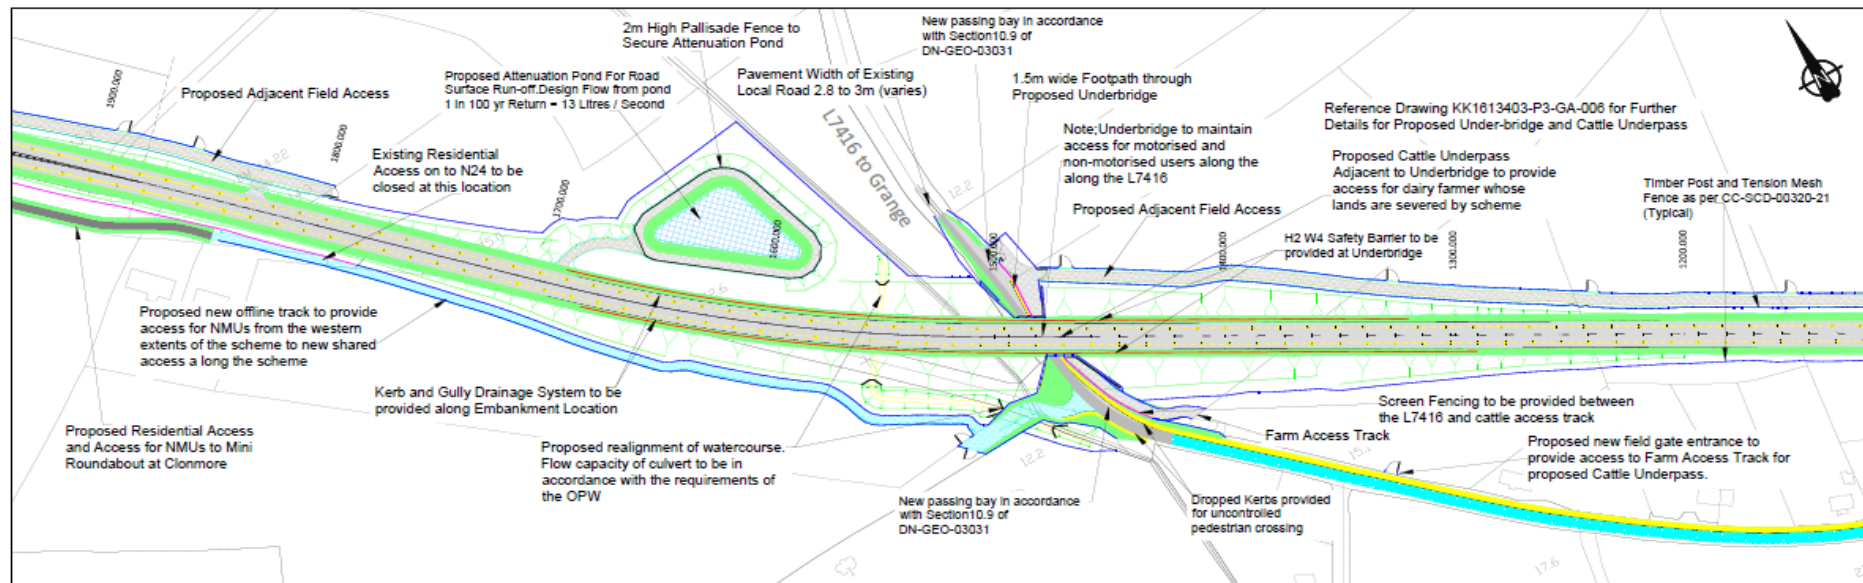 2m High Pallisade Fence to
Secure Attenuation Pond
New passing bay in accordance
with Section10.9 of
DN-GEO-03031
1900.000
Proposed Adjacent Field Access
Proposed Attenuation Pond For Road
Surface Run-off.Design Flow from pond
1 in 100 yr Return = 13 Litres / Second
Pavement Width of Existing
Local Road 2.8 to 3m (varies)
1.5m wide Footpath through
Proposed Underbridge
Reference Drawing KK1613403-P3-GA-006 for Further
Details for Proposed Under-bridge and Cattle Underpass
1800.000
Existing Residential
Access on to N24 to be
closed at this location
L7416 to Grange
Note;Underbridge to maintain
access for motorised and
non-motorised users along the
along the L7416
Proposed Cattle Underpass
Adjacent to Underbridge to provide
access for dairy farmer whose
lands are severed by scheme
Timber Post and Tension Mesh
Fence as per CC-SCD-00320-21
(Typical)
1700.000
12.2
Proposed Adjacent Field Access
H2 W4 Safety Barrier to be
provided at Underbridge
1600.000
1500.000
1400.000
1300.000
1200.000
Proposed new offline track to provide
access for NMUs from the western
extents of the scheme to new shared
access a long the scheme
Kerb and Gully Drainage System to be
provided along Embankment Location
Proposed Residential Access
and Access for NMUs to Mini
Roundabout at Clonmore
Proposed realignment of watercourse.
Flow capacity of culvert to be in
accordance with the requirements of
the OPW
12.2
New passing bay in accordance
with Section10.9 of
DN-GEO-03031
Dropped Kerbs provided
for uncontrolled
pedestrian crossing
Screen Fencing to be provided between
the L7416 and cattle access track
Farm Access Track
Proposed new field gate entrance to
provide access to Farm Access Track for
proposed Cattle Underpass.
17.6